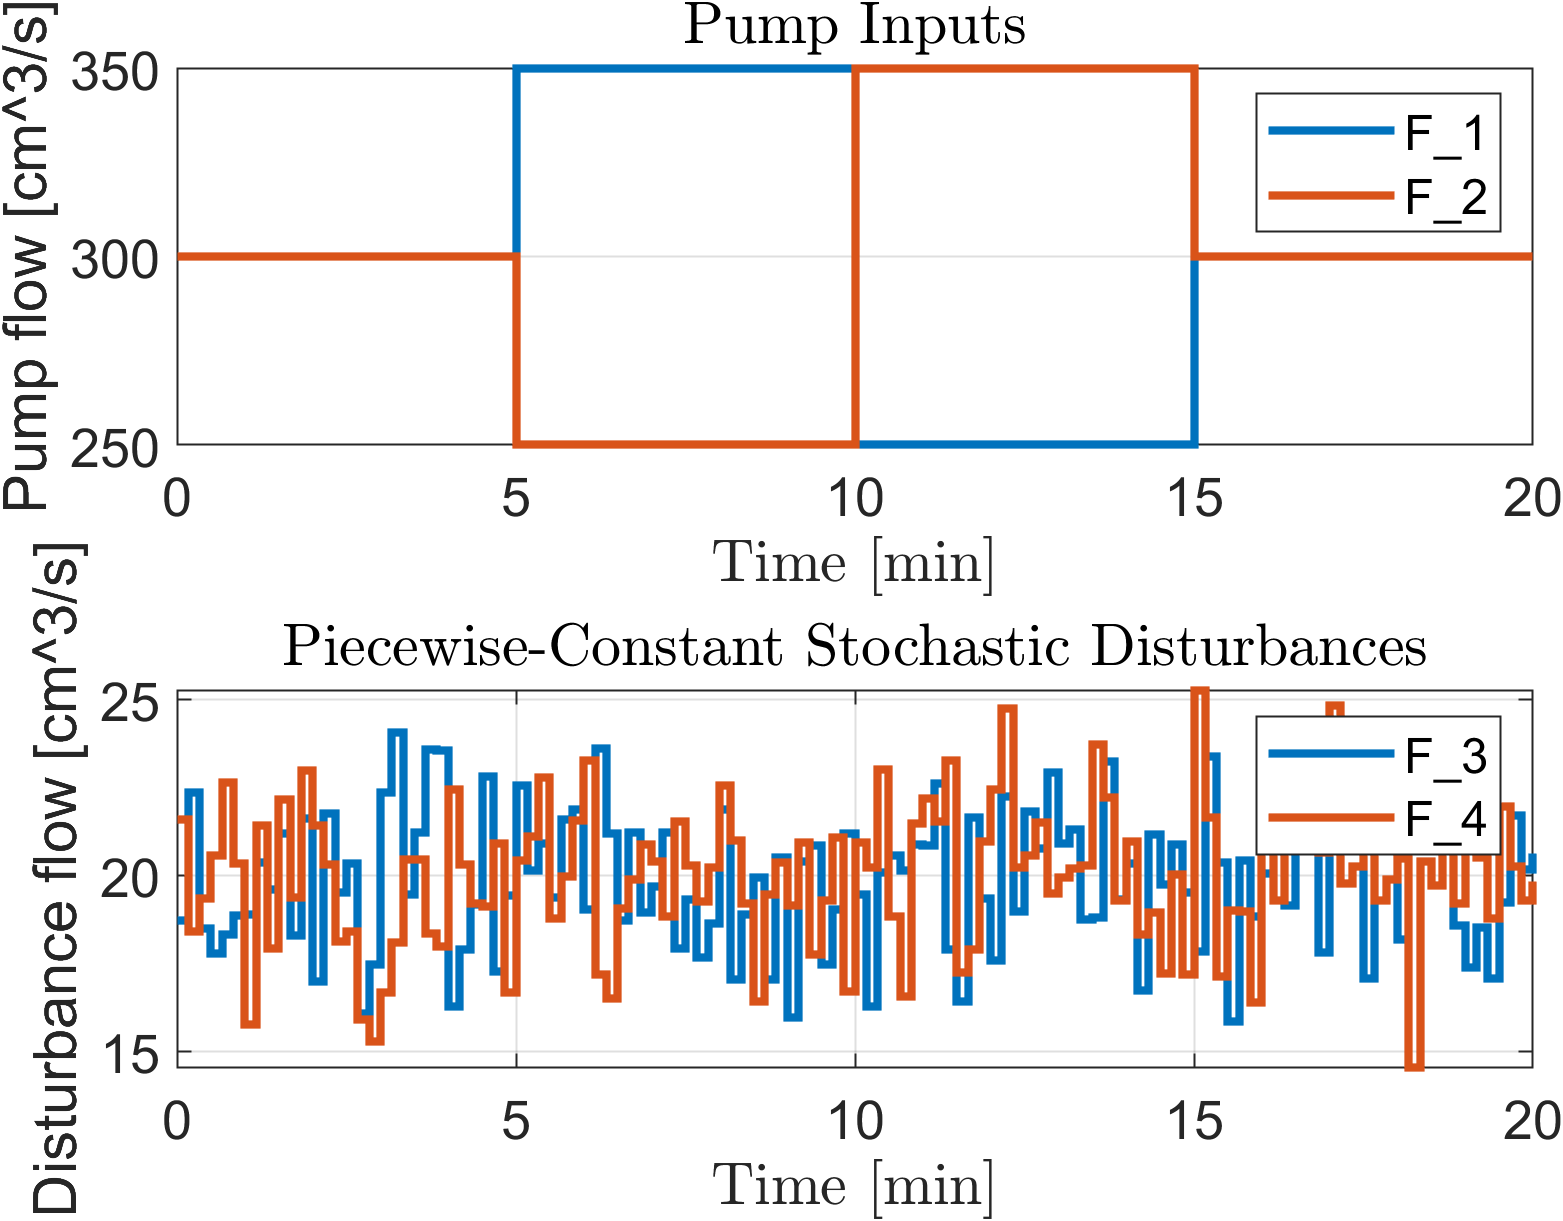 Pump Inputs
Pump flow [cm^3/s]
350
300
250
F_1
F_2
0 5 10 15 20
Time [min]
Piecewise-Constant Stochastic Disturbances
Disturbance flow [cm^3/s]
25
20
15
F_3
F_4
0 5 10 15 20
Time [min]